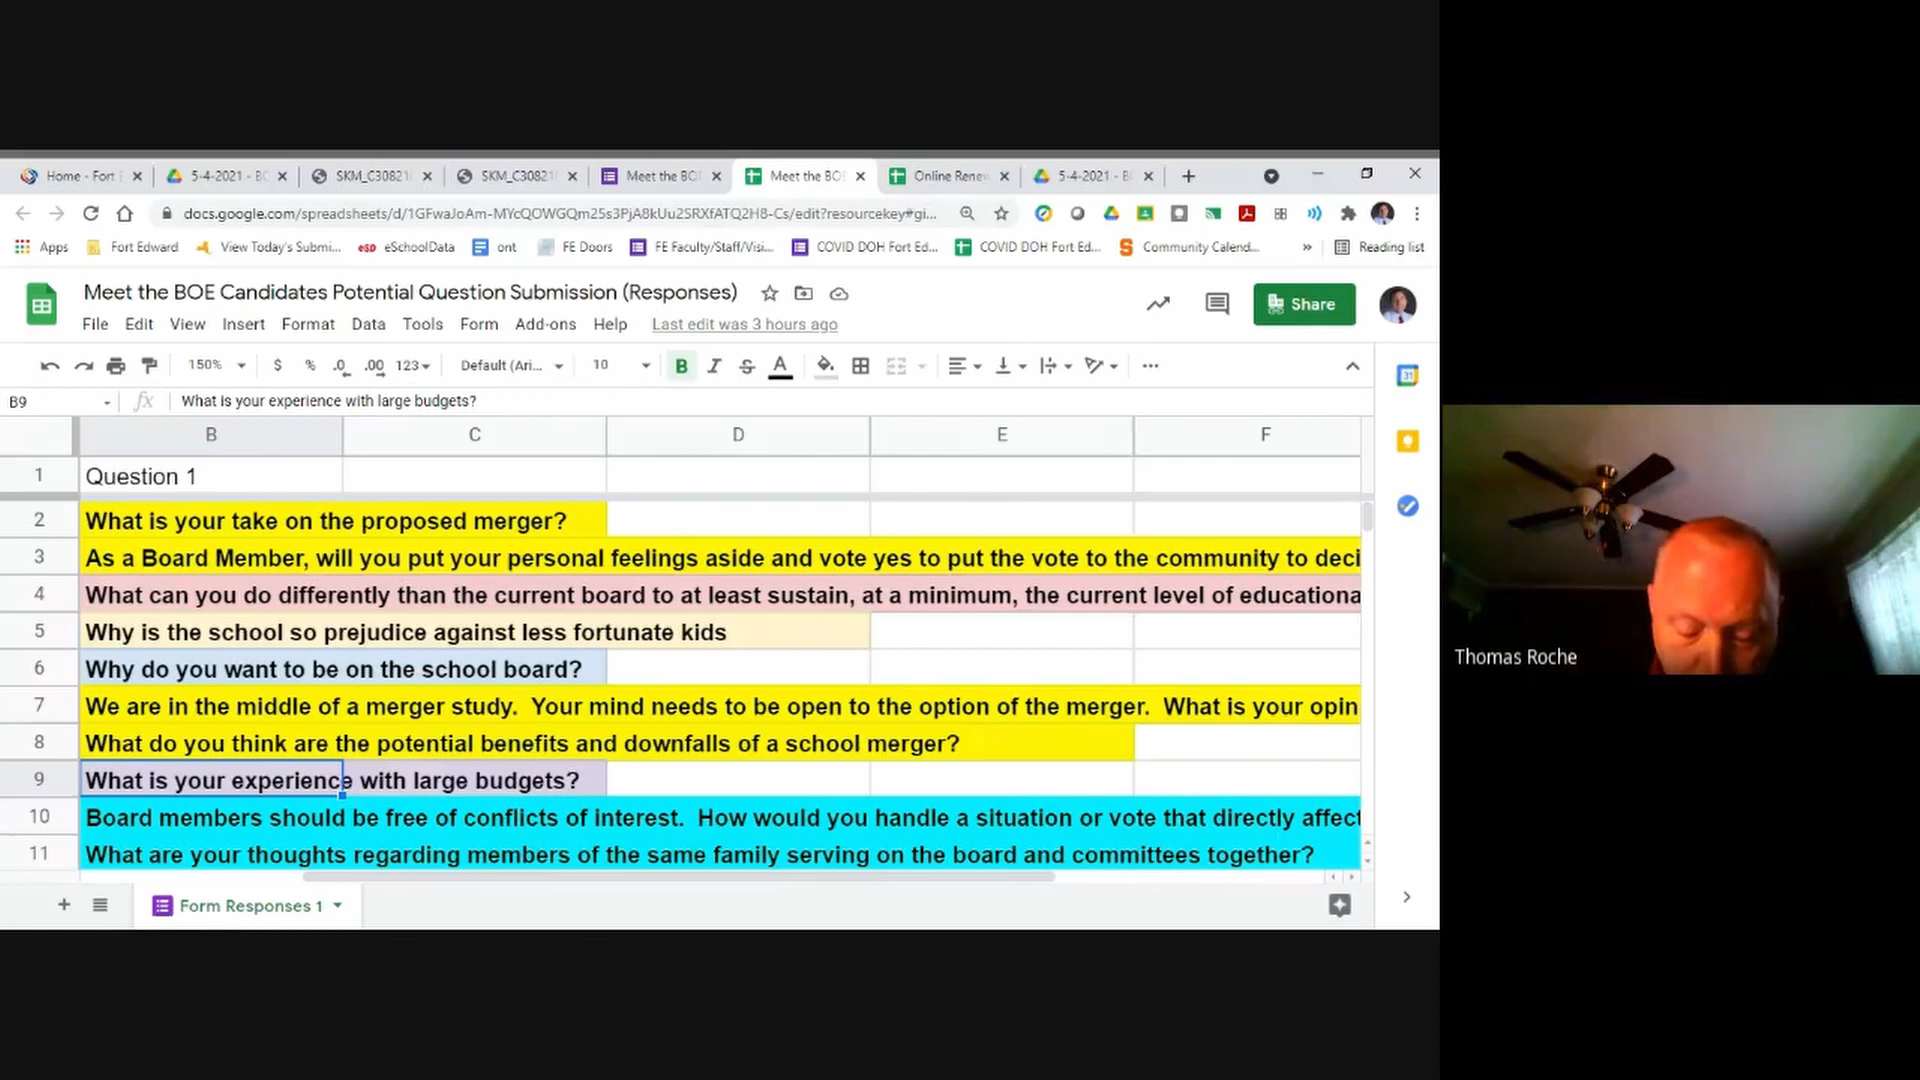 Home - Fort E
5-4-2021 - BO
SKM_C30821
SKM_C30821
Meet the BO
Meet the BO
Online Rene
5-4-2021 - B
docs.google.com/spreadsheets/d/1GFwaJoAm-MYcQOWGQm25s3PjA8kUu2SRXfATQ2H8-Cs/edit?resourcekey#gi...
Apps
Fort Edward
View Today's Submi...
esD eSchoolData
ont
FE Doors
FE Faculty/Staff/Visi...
COVID DOH Fort Ed...
COVID DOH Fort Ed...
Community Calend...
»
Reading list
Meet the BOE Candidates Potential Question Submission (Responses)
Share
File Edit View Insert Format Data Tools Form Add-ons Help Last edit was 3 hours ago
150% $ % .0 .00 123 Default (Ari... 10 B I S A ...
B9 fx What is your experience with large budgets?
31
B C D E F
1 Question 1
2 What is your take on the proposed merger?
3 As a Board Member, will you put your personal feelings aside and vote yes to put the vote to the community to deci
4 What can you do differently than the current board to at least sustain, at a minimum, the current level of educationa
5 Why is the school so prejudice against less fortunate kids
6 Why do you want to be on the school board?
7 We are in the middle of a merger study.  Your mind needs to be open to the option of the merger.  What is your opin
8 What do you think are the potential benefits and downfalls of a school merger?
9 What is your experience with large budgets?
10 Board members should be free of conflicts of interest.  How would you handle a situation or vote that directly affect
11 What are your thoughts regarding members of the same family serving on the board and committees together?
Form Responses 1
Thomas Roche